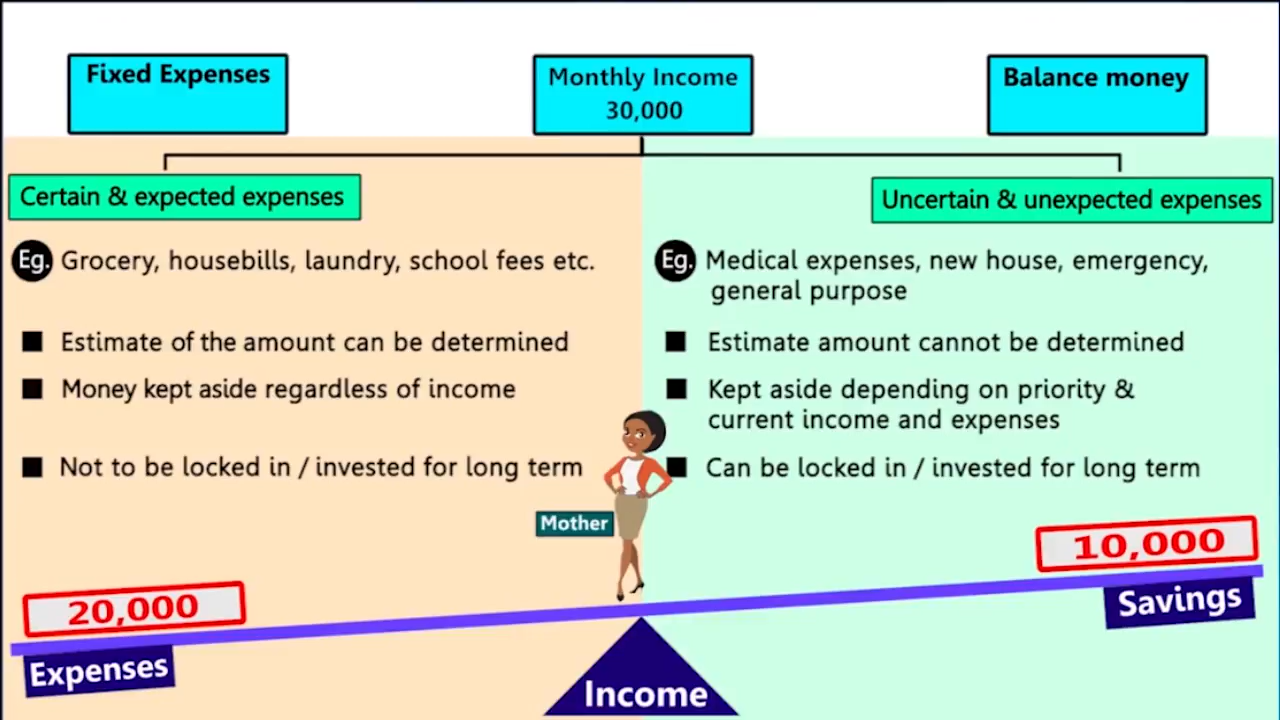 Fixed Expenses
Monthly Income
30,000
Balance money
Certain & expected expenses
Eg. Grocery, housebills, laundry, school fees etc.
Estimate of the amount can be determined
Money kept aside regardless of income
Not to be locked in / invested for long term
Uncertain & unexpected expenses
Eg. Medical expenses, new house, emergency,
general purpose
Estimate amount cannot be determined
Kept aside depending on priority &
current income and expenses
Can be locked in / invested for long term
Mother
20,000
Expenses
10,000
Savings
Income